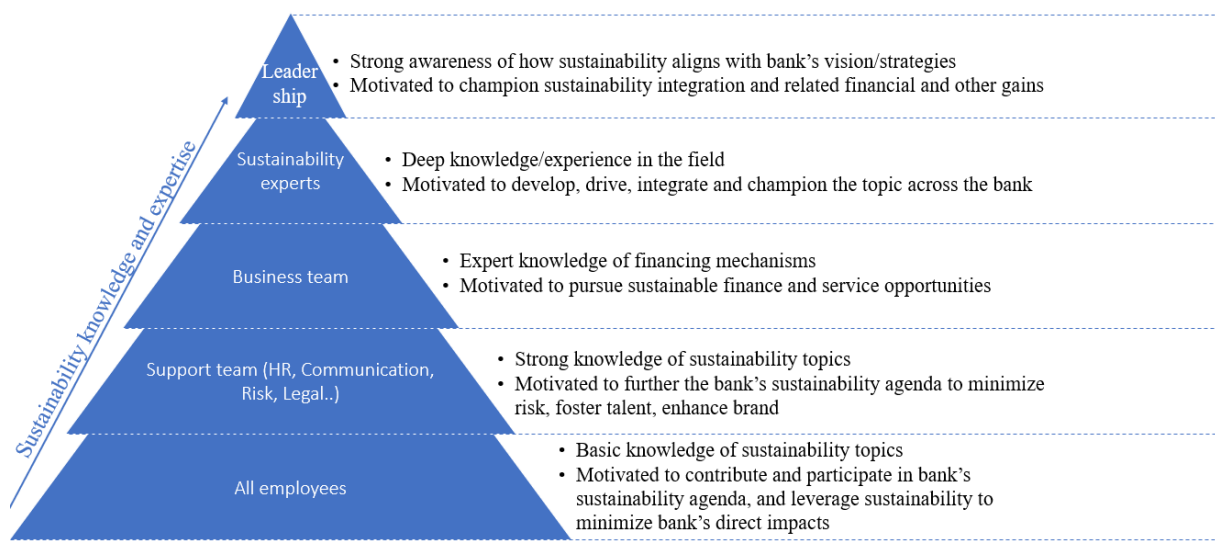 Leader
ship
• Strong awareness of how sustainability aligns with bank’s vision/strategies
• Motivated to champion sustainability integration and related financial and other gains
Sustainability
experts
• Deep knowledge/experience in the field
• Motivated to develop, drive, integrate and champion the topic across the bank
Business team
• Expert knowledge of financing mechanisms
• Motivated to pursue sustainable finance and service opportunities
Support team (HR, Communication,
Risk, Legal..)
• Strong knowledge of sustainability topics
• Motivated to further the bank’s sustainability agenda to minimize
risk, foster talent, enhance brand
All employees
• Basic knowledge of sustainability topics
• Motivated to contribute and participate in bank’s
sustainability agenda, and leverage sustainability to
minimize bank’s direct impacts
Sustainability knowledge and expertise